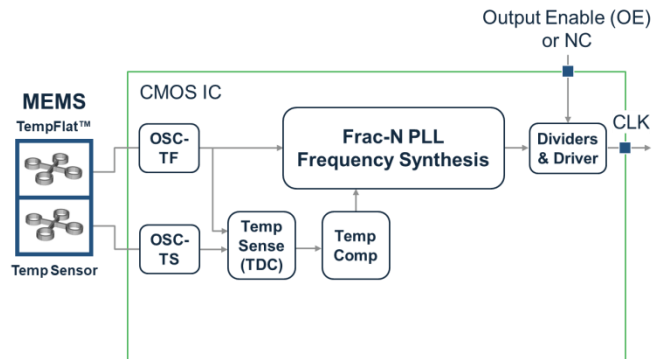 Output Enable (OE)
or NC
MEMS
TempFlat™
CMOS IC
CLK
OSC-
TF
Frac-N PLL
Frequency Synthesis
Dividers
& Driver
OSC-
TS
Temp
Sense
(TDC)
Temp
Comp
Temp Sensor